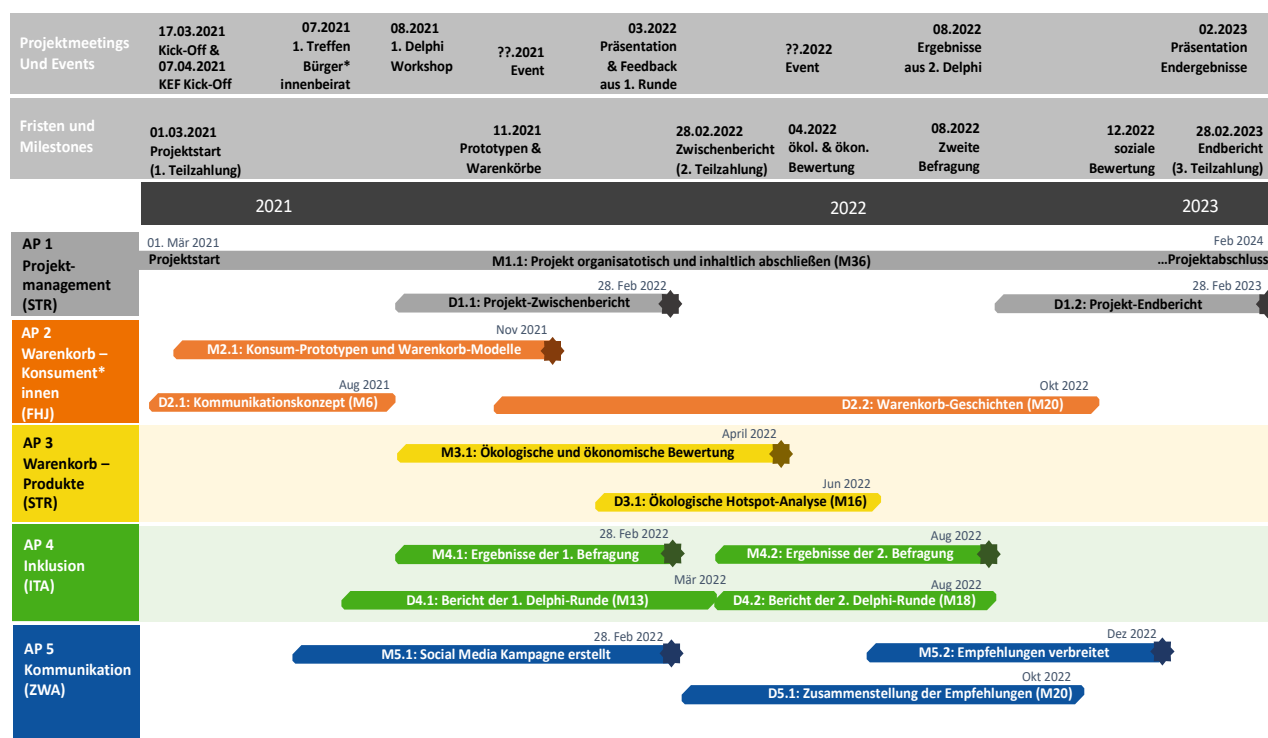 Projektmeetings
Und Events
17.03.2021
Kick-Off &
07.04.2021
KEF Kick-Off
07.2021
1. Treffen
Bürger*
innenbeirat
08.2021
1. Delphi
Workshop
??.2021
Event
03.2022
Präsentation
& Feedback
aus 1. Runde
??.2022
Event
08.2022
Ergebnisse
aus 2. Delphi
02.2023
Präsentation
Endergebnisse
Fristen und
Milestones
01.03.2021
Projektstart
(1. Teilzahlung)
11.2021
Prototypen &
Warenkörbe
28.02.2022
Zwischenbericht
(2. Teilzahlung)
04.2022
ökol. & ökon.
Bewertung
08.2022
Zweite
Befragung
12.2022
soziale
Bewertung
28.02.2023
Endbericht
(3. Teilzahlung)
2021
2022
2023
AP 1
Projekt-
management
(STR)
01. Mär 2021
Feb 2024
Projektstart
M1.1: Projekt organisatotisch und inhaltlich abschließen (M36)
...Projektabschluss
28. Feb 2022
D1.1: Projekt-Zwischenbericht
28. Feb 2023
D1.2: Projekt-Endbericht
AP 2
Warenkorb –
Konsument*
innen
(FHJ)
Nov 2021
M2.1: Konsum-Prototypen und Warenkorb-Modelle
Aug 2021
D2.1: Kommunikationskonzept (M6)
Okt 2022
D2.2: Warenkorb-Geschichten (M20)
AP 3
Warenkorb –
Produkte
(STR)
April 2022
M3.1: Ökologische und ökonomische Bewertung
Jun 2022
D3.1: Ökologische Hotspot-Analyse (M16)
AP 4
Inklusion
(ITA)
28. Feb 2022
M4.1: Ergebnisse der 1. Befragung
Aug 2022
M4.2: Ergebnisse der 2. Befragung
Mär 2022
D4.1: Bericht der 1. Delphi-Runde (M13)
Aug 2022
D4.2: Bericht der 2. Delphi-Runde (M18)
AP 5
Kommunikation
(ZWA)
28. Feb 2022
M5.1: Social Media Kampagne erstellt
Dez 2022
M5.2: Empfehlungen verbreitet
Okt 2022
D5.1: Zusammenstellung der Empfehlungen (M20)